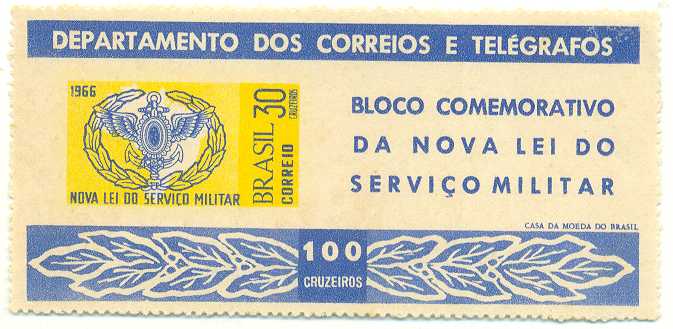 DEPARTAMENTO DOS CORREIOS E TELÉGRAFOS
1966
NOVA LEI DO SERVIÇO MILITAR
BRASIL 30
CORREIO CRUZEIROS
BLOCO COMEMORATIVO
DA NOVA LEI DO
SERVIÇO MILITAR
CASA DA MOEDA DO BRASIL
100
CRUZEIROS